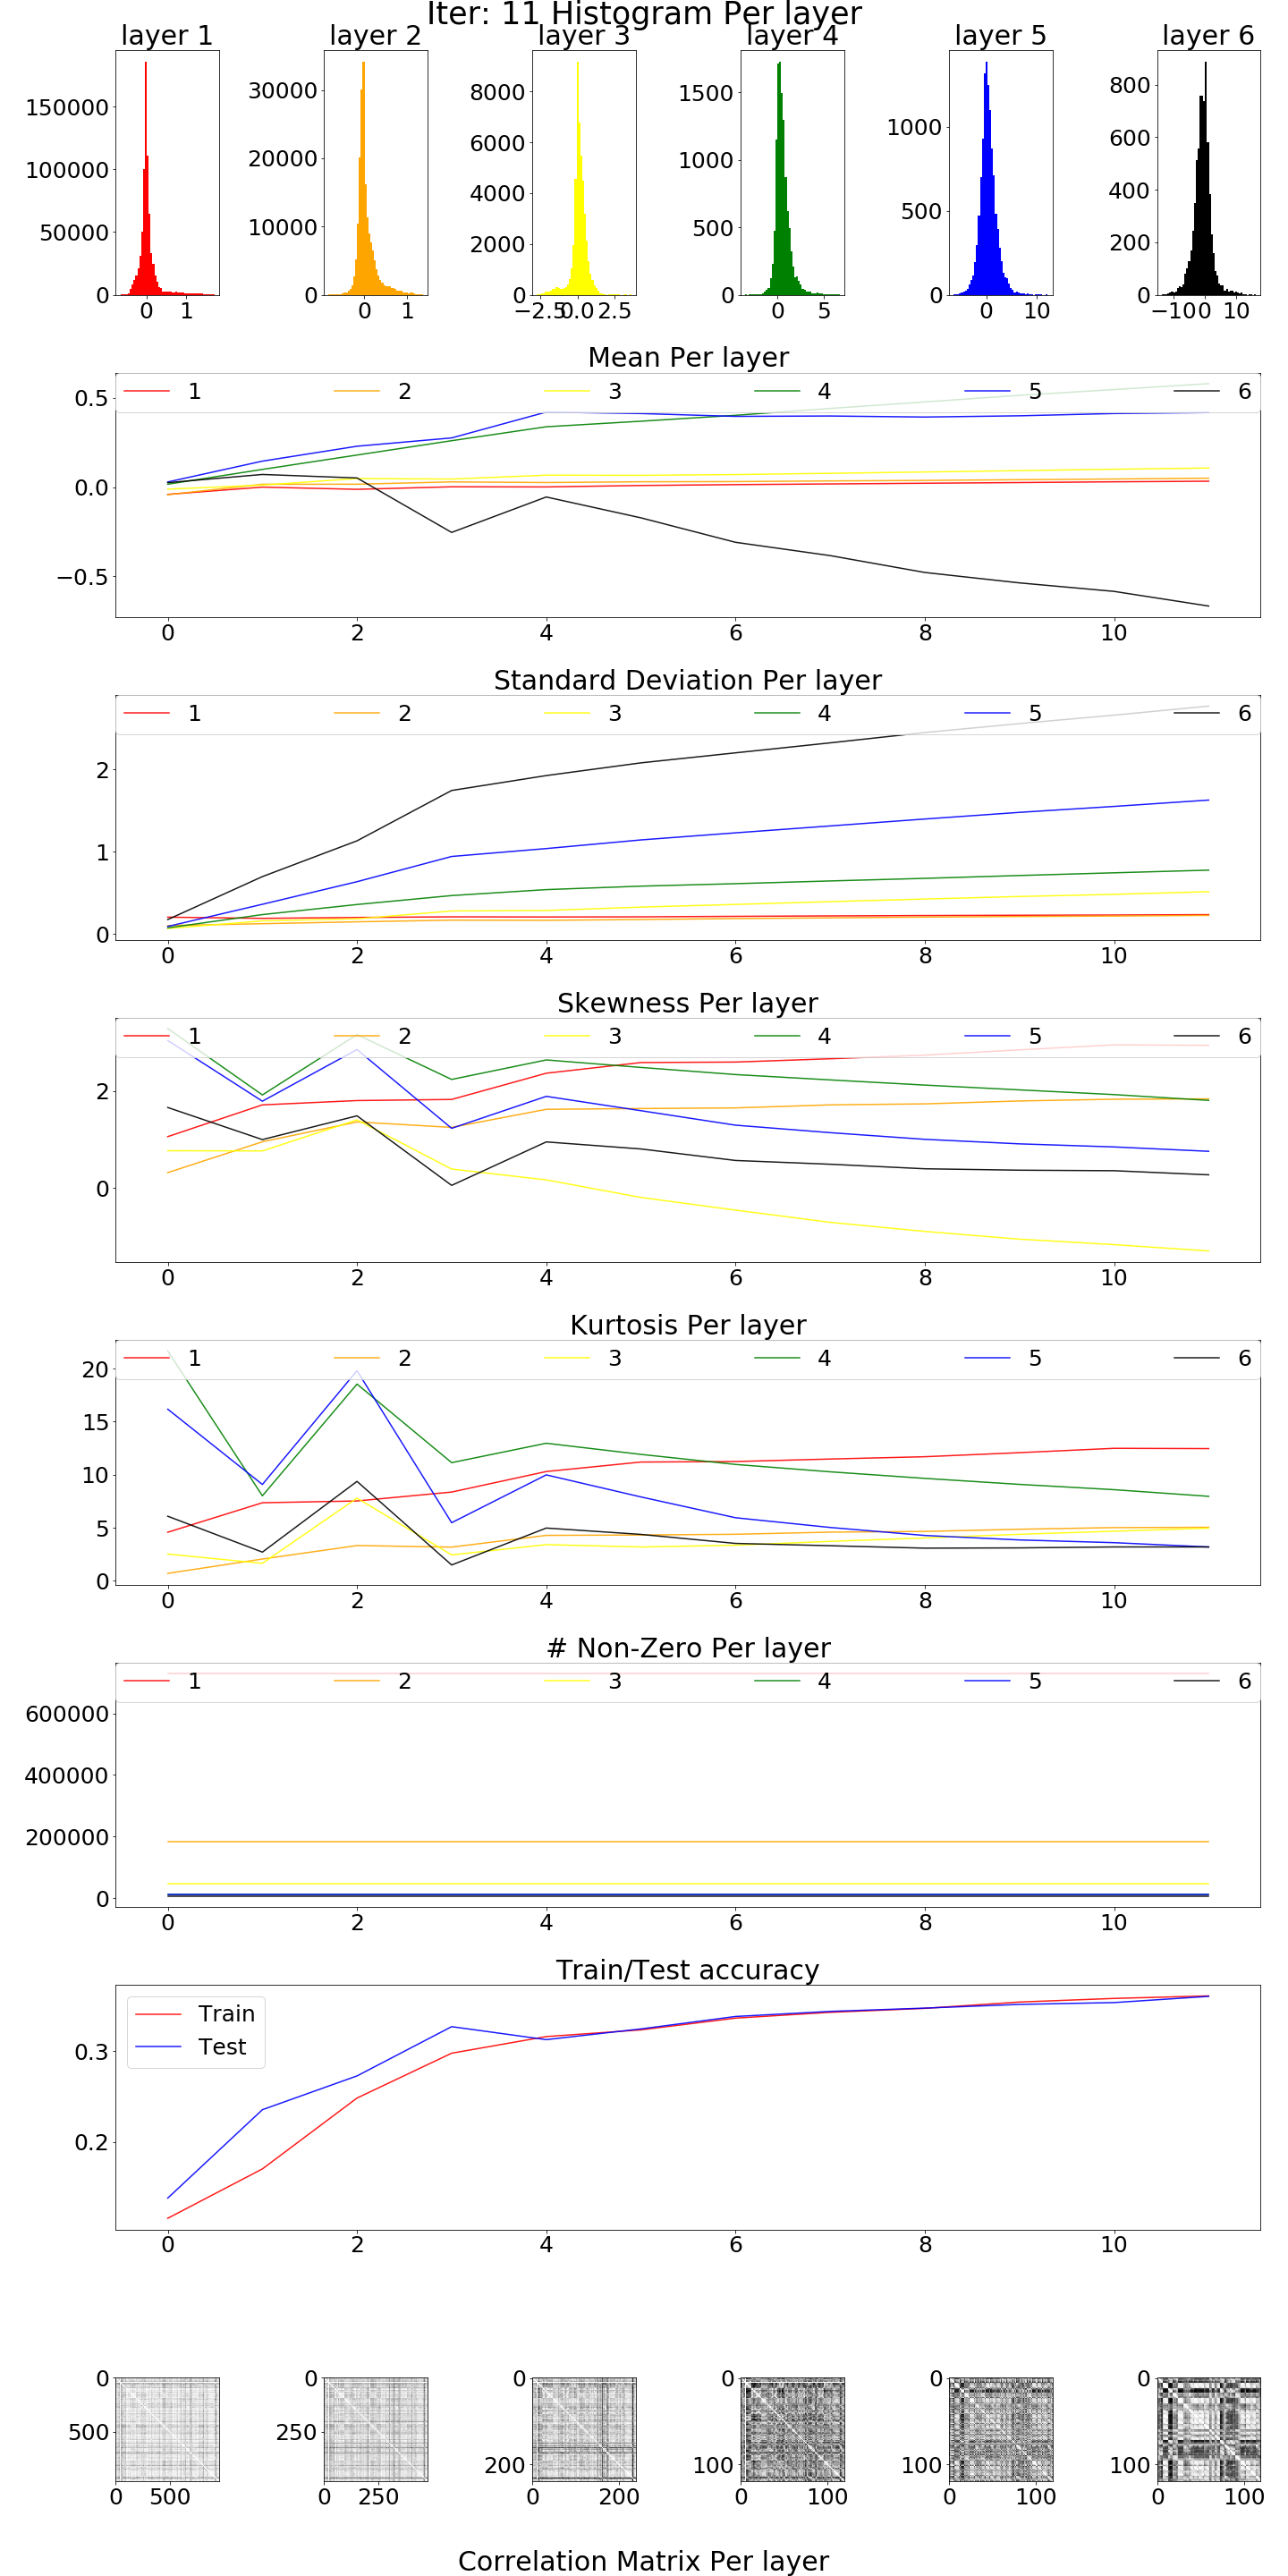 Iter: 11 Histogram Per layer
layer 1 layer 2 layer 3 layer 4 layer 5 layer 6
150000 100000 50000 0
0 1
30000 20000 10000 0
0 1
8000 6000 4000 2000 0
−2.5 0.0 2.5
1500 1000 500 0
0 5
1000 500 0
0 10
800 600 400 200 0
−10 0 10
Mean Per layer
1 2 3 4 5 6
0.5
0.0
−0.5
0 2 4 6 8 10
Standard Deviation Per layer
1 2 3 4 5 6
2
1
0
0 2 4 6 8 10
Skewness Per layer
1 2 3 4 5 6
2
0
0 2 4 6 8 10
Kurtosis Per layer
1 2 3 4 5 6
20
15
10
5
0
0 2 4 6 8 10
# Non-Zero Per layer
1 2 3 4 5 6
600000
400000
200000
0
0 2 4 6 8 10
Train/Test accuracy
Train
Test
0.3
0.2
0 2 4 6 8 10
0 500
0 500
0 250
0 250
0 200
0 200
0 100
0 100
0 100
0 100
0 100
0 100
Correlation Matrix Per layer